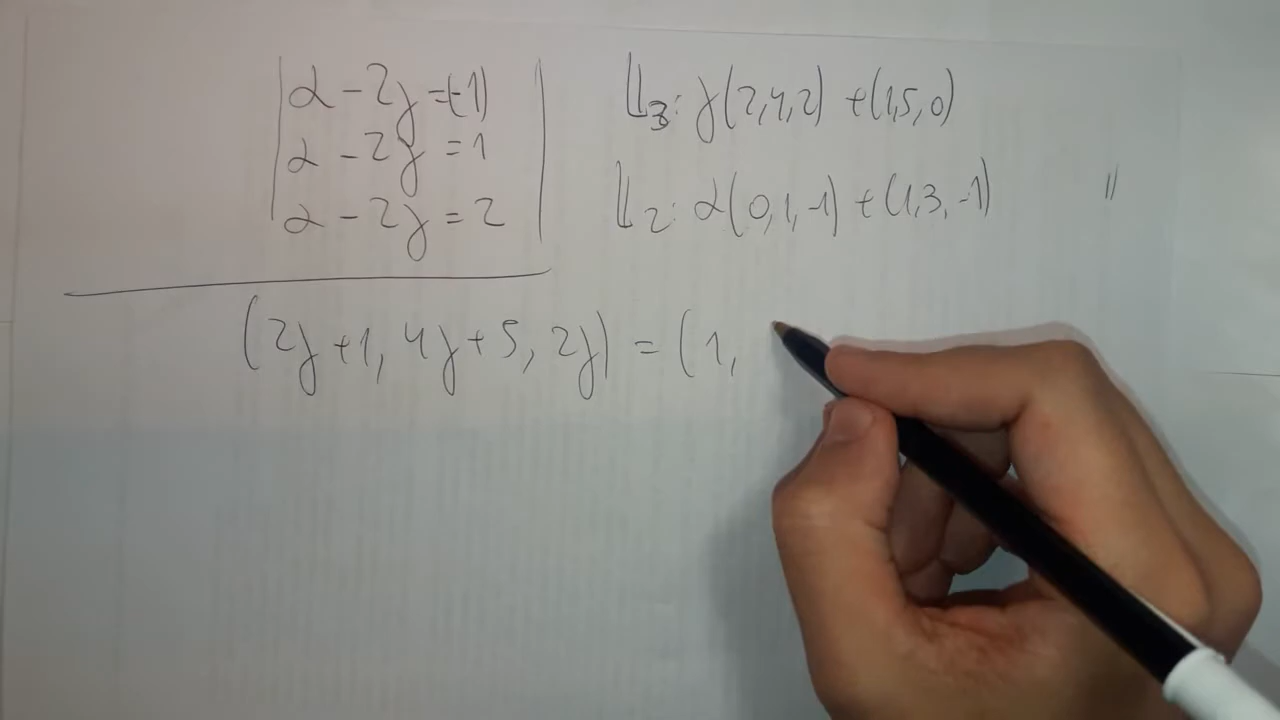 α - 2γ = (-1)
α - 2γ = 1
α - 2γ = 2
L3: γ(2,4,2) + (1,5,0)
L2: α(0,1,-1) + (1,3,-1)
(2γ+1, 4γ+5, 2γ) = (1,